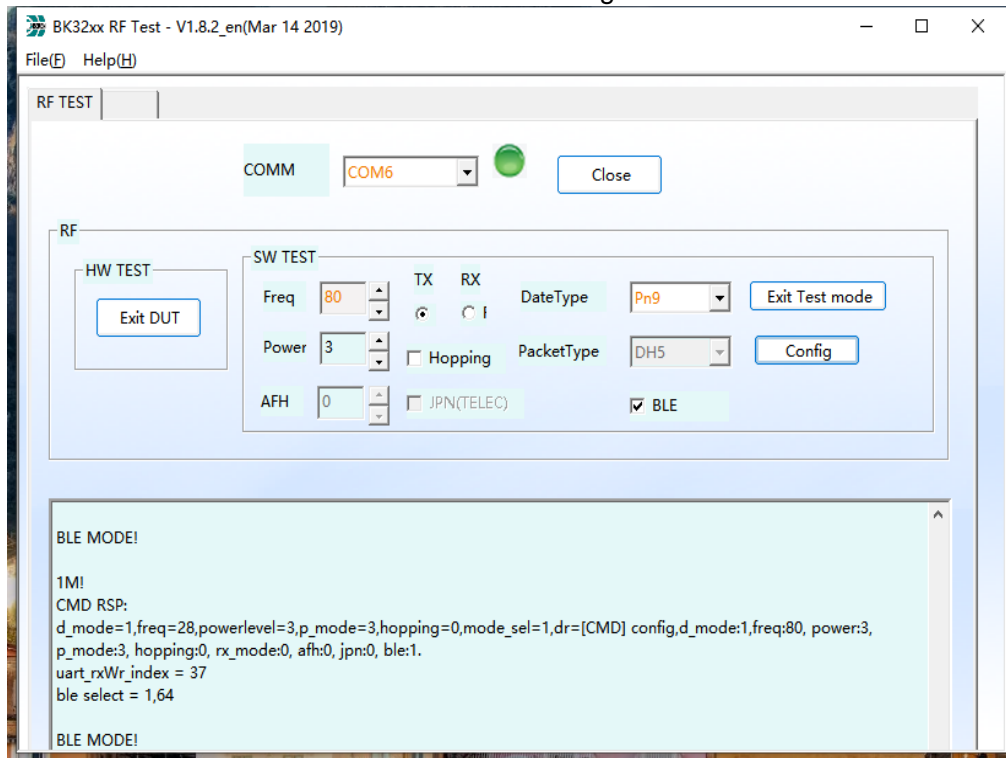 BK32xx RF Test - V1.8.2_en(Mar 14 2019)
File(F) Help(H)
RF TEST
COMM COM6 Close
RF
HW TEST
Exit DUT
SW TEST
TX RX
Freq 80 DateType Pn9 Exit Test mode
Power 3 Hopping PacketType DH5 Config
AFH 0 JPN(TELEC) BLE
BLE MODE!
1M!
CMD RSP:
d_mode=1,freq=28,powerlevel=3,p_mode=3,hopping=0,mode_sel=1,dr=[CMD] config,d_mode:1,freq:80, power:3,
p_mode:3, hopping:0, rx_mode:0, afh:0, jpn:0, ble:1.
uart_rxWr_index = 37
ble select = 1,64
BLE MODE!